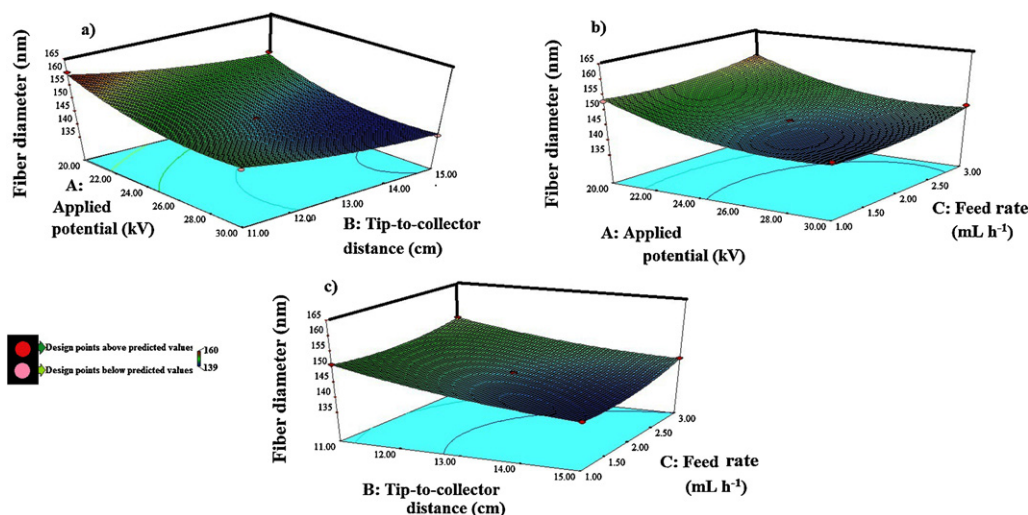 a)
Fiber diameter (nm)
165
160
155
150
145
140
135
20.00
22.00
24.00
26.00
28.00
30.00
A:
Applied
potential (kV)
11.00
12.00
13.00
14.00
15.00
B: Tip-to-collector
distance (cm)
b)
Fiber diameter (nm)
165
160
155
150
145
140
135
20.00
22.00
24.00
26.00
28.00
30.00
A: Applied
potential (kV)
1.00
1.50
2.00
2.50
3.00
C: Feed rate
(mL h⁻¹)
c)
Fiber diameter (nm)
165
160
155
150
145
140
135
11.00
12.00
13.00
14.00
15.00
B: Tip-to-collector
distance (cm)
1.00
1.50
2.00
2.50
3.00
C: Feed rate
(mL h⁻¹)
Design points above predicted values
Design points below predicted values
160
139